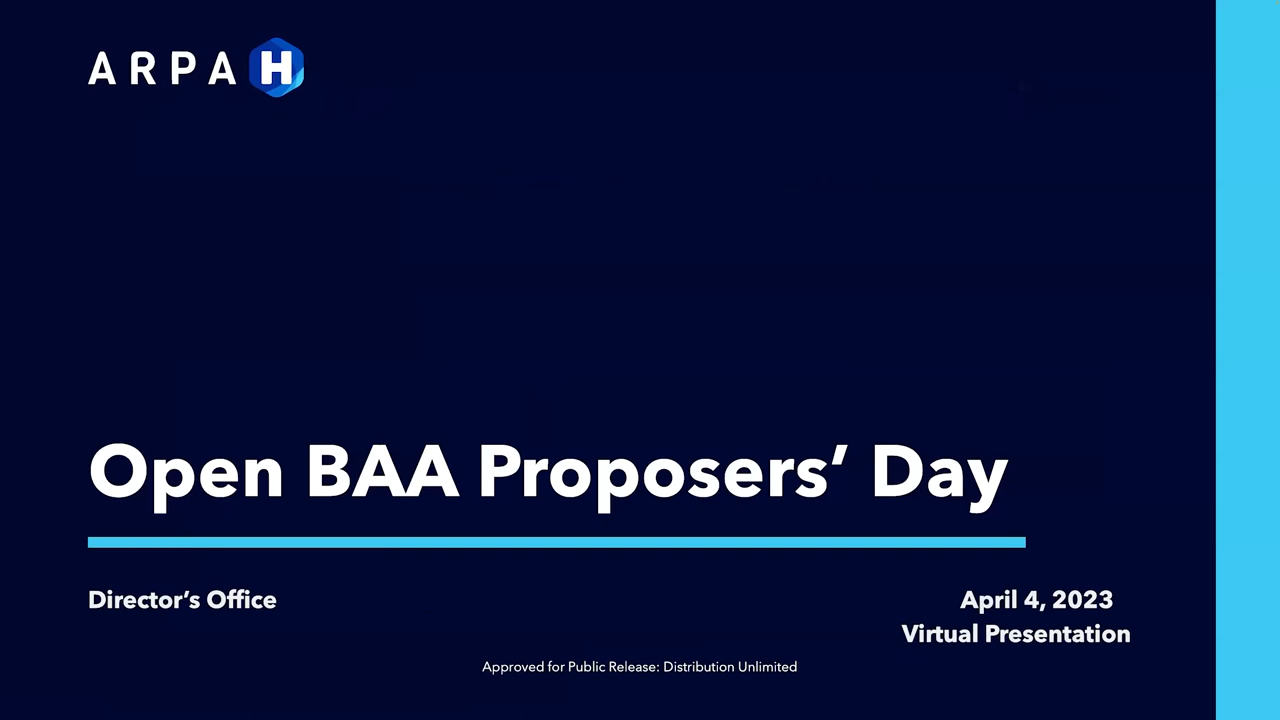 ARPA H
Open BAA Proposers’ Day
Director’s Office
April 4, 2023
Virtual Presentation
Approved for Public Release: Distribution Unlimited